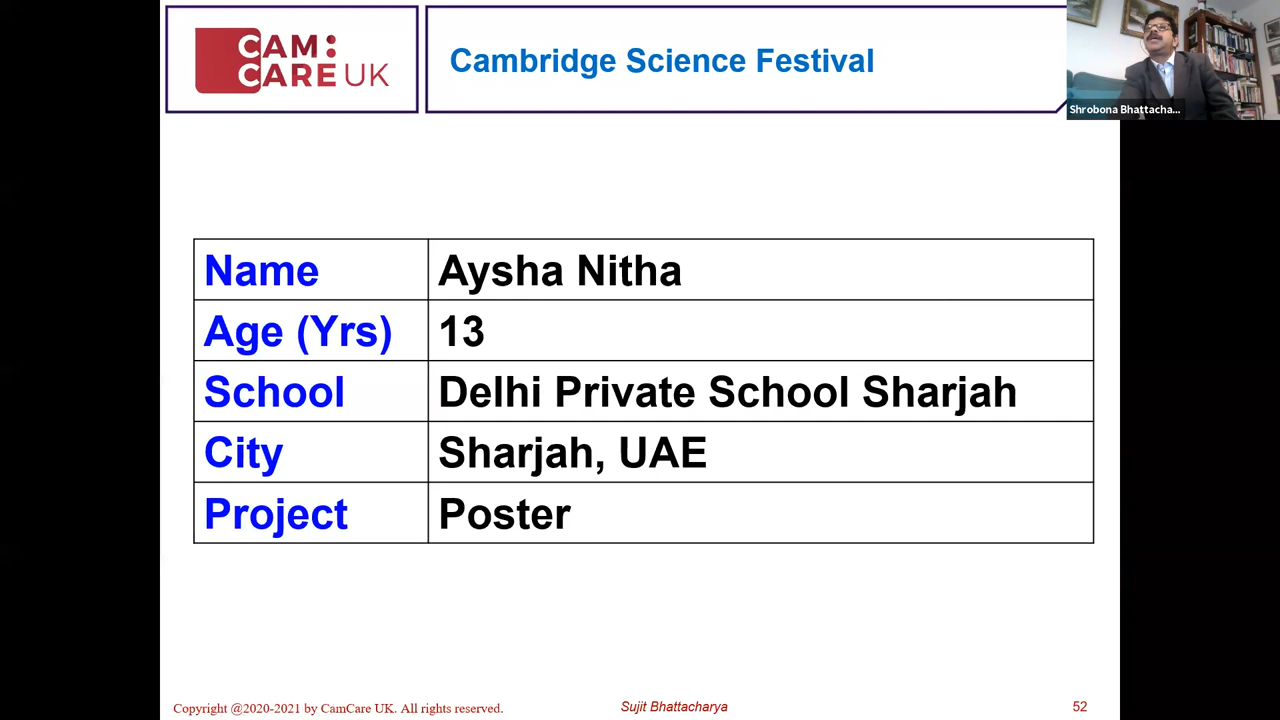 CAM:
CARE UK
Cambridge Science Festival
Shrobona Bhattacha...
Name Aysha Nitha
Age (Yrs) 13
School Delhi Private School Sharjah
City Sharjah, UAE
Project Poster
Copyright @2020-2021 by CamCare UK. All rights reserved.
Sujit Bhattacharya
52